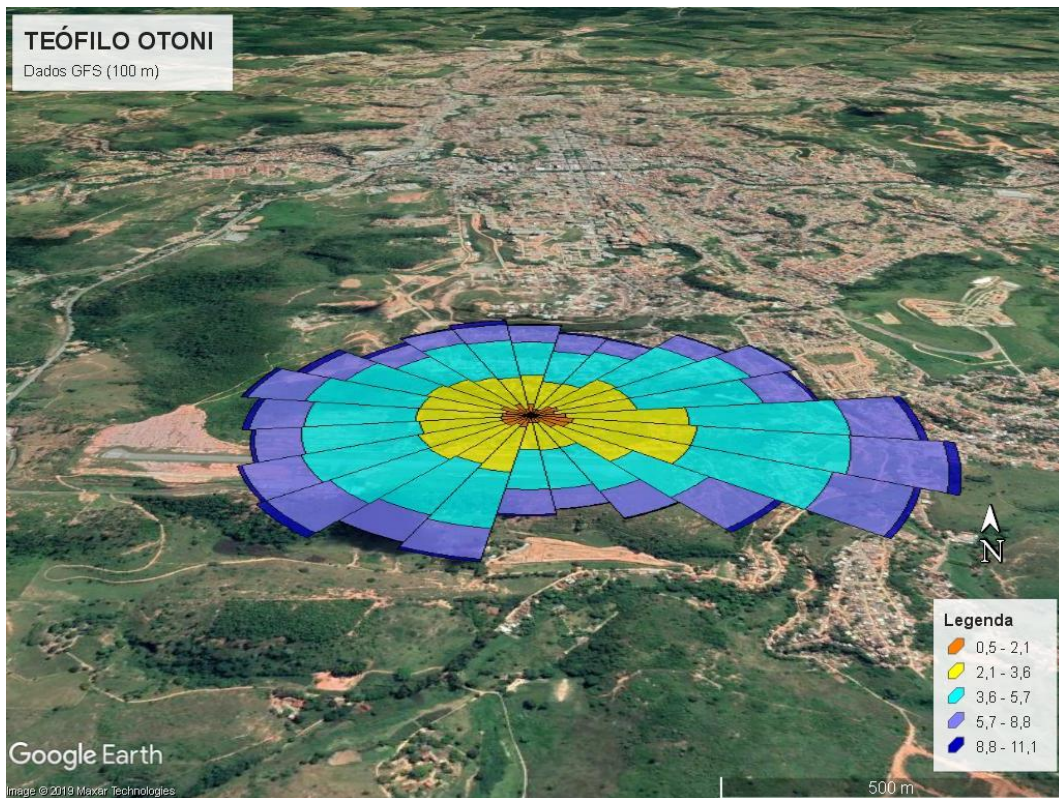 TEÓFILO OTONI
Dados GFS (100 m)
N
Legenda
0,5 - 2,1
2,1 - 3,6
3,6 - 5,7
5,7 - 8,8
8,8 - 11,1
Google Earth
Image © 2019 Maxar Technologies
500 m